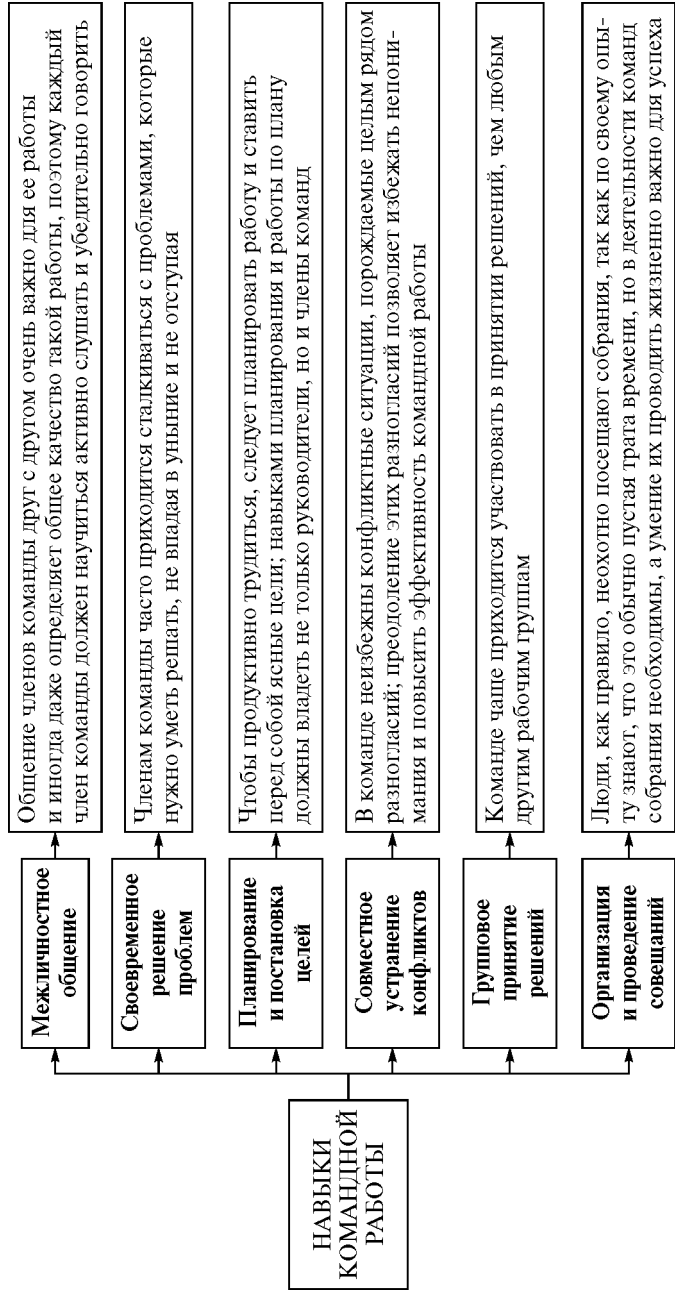 НАВЫКИ
КОМАНДНОЙ
РАБОТЫ
Межличностное
общение
Общение членов команды друг с другом очень важно для ее работы
и иногда даже определяет общее качество такой работы, поэтому каждый
член команды должен научиться активно слушать и убедительно говорить
Своевременное
решение
проблем
Членам команды часто приходится сталкиваться с проблемами, которые
нужно уметь решать, не впадая в уныние и не отступая
Планирование
и постановка
целей
Чтобы продуктивно трудиться, следует планировать работу и ставить
перед собой ясные цели; навыками планирования и работы по плану
должны владеть не только руководители, но и члены команд
Совместное
устранение
конфликтов
В команде неизбежны конфликтные ситуации, порождаемые целым рядом
разногласий; преодоление этих разногласий позволяет избежать непони-
мания и повысить эффективность командной работы
Групповое
принятие
решений
Команде чаще приходится участвовать в принятии решений, чем любым
другим рабочим группам
Организация
и проведение
совещаний
Люди, как правило, неохотно посещают собрания, так как по своему опы-
ту знают, что это обычно пустая трата времени, но в деятельности команд
собрания необходимы, а умение их проводить жизненно важно для успеха